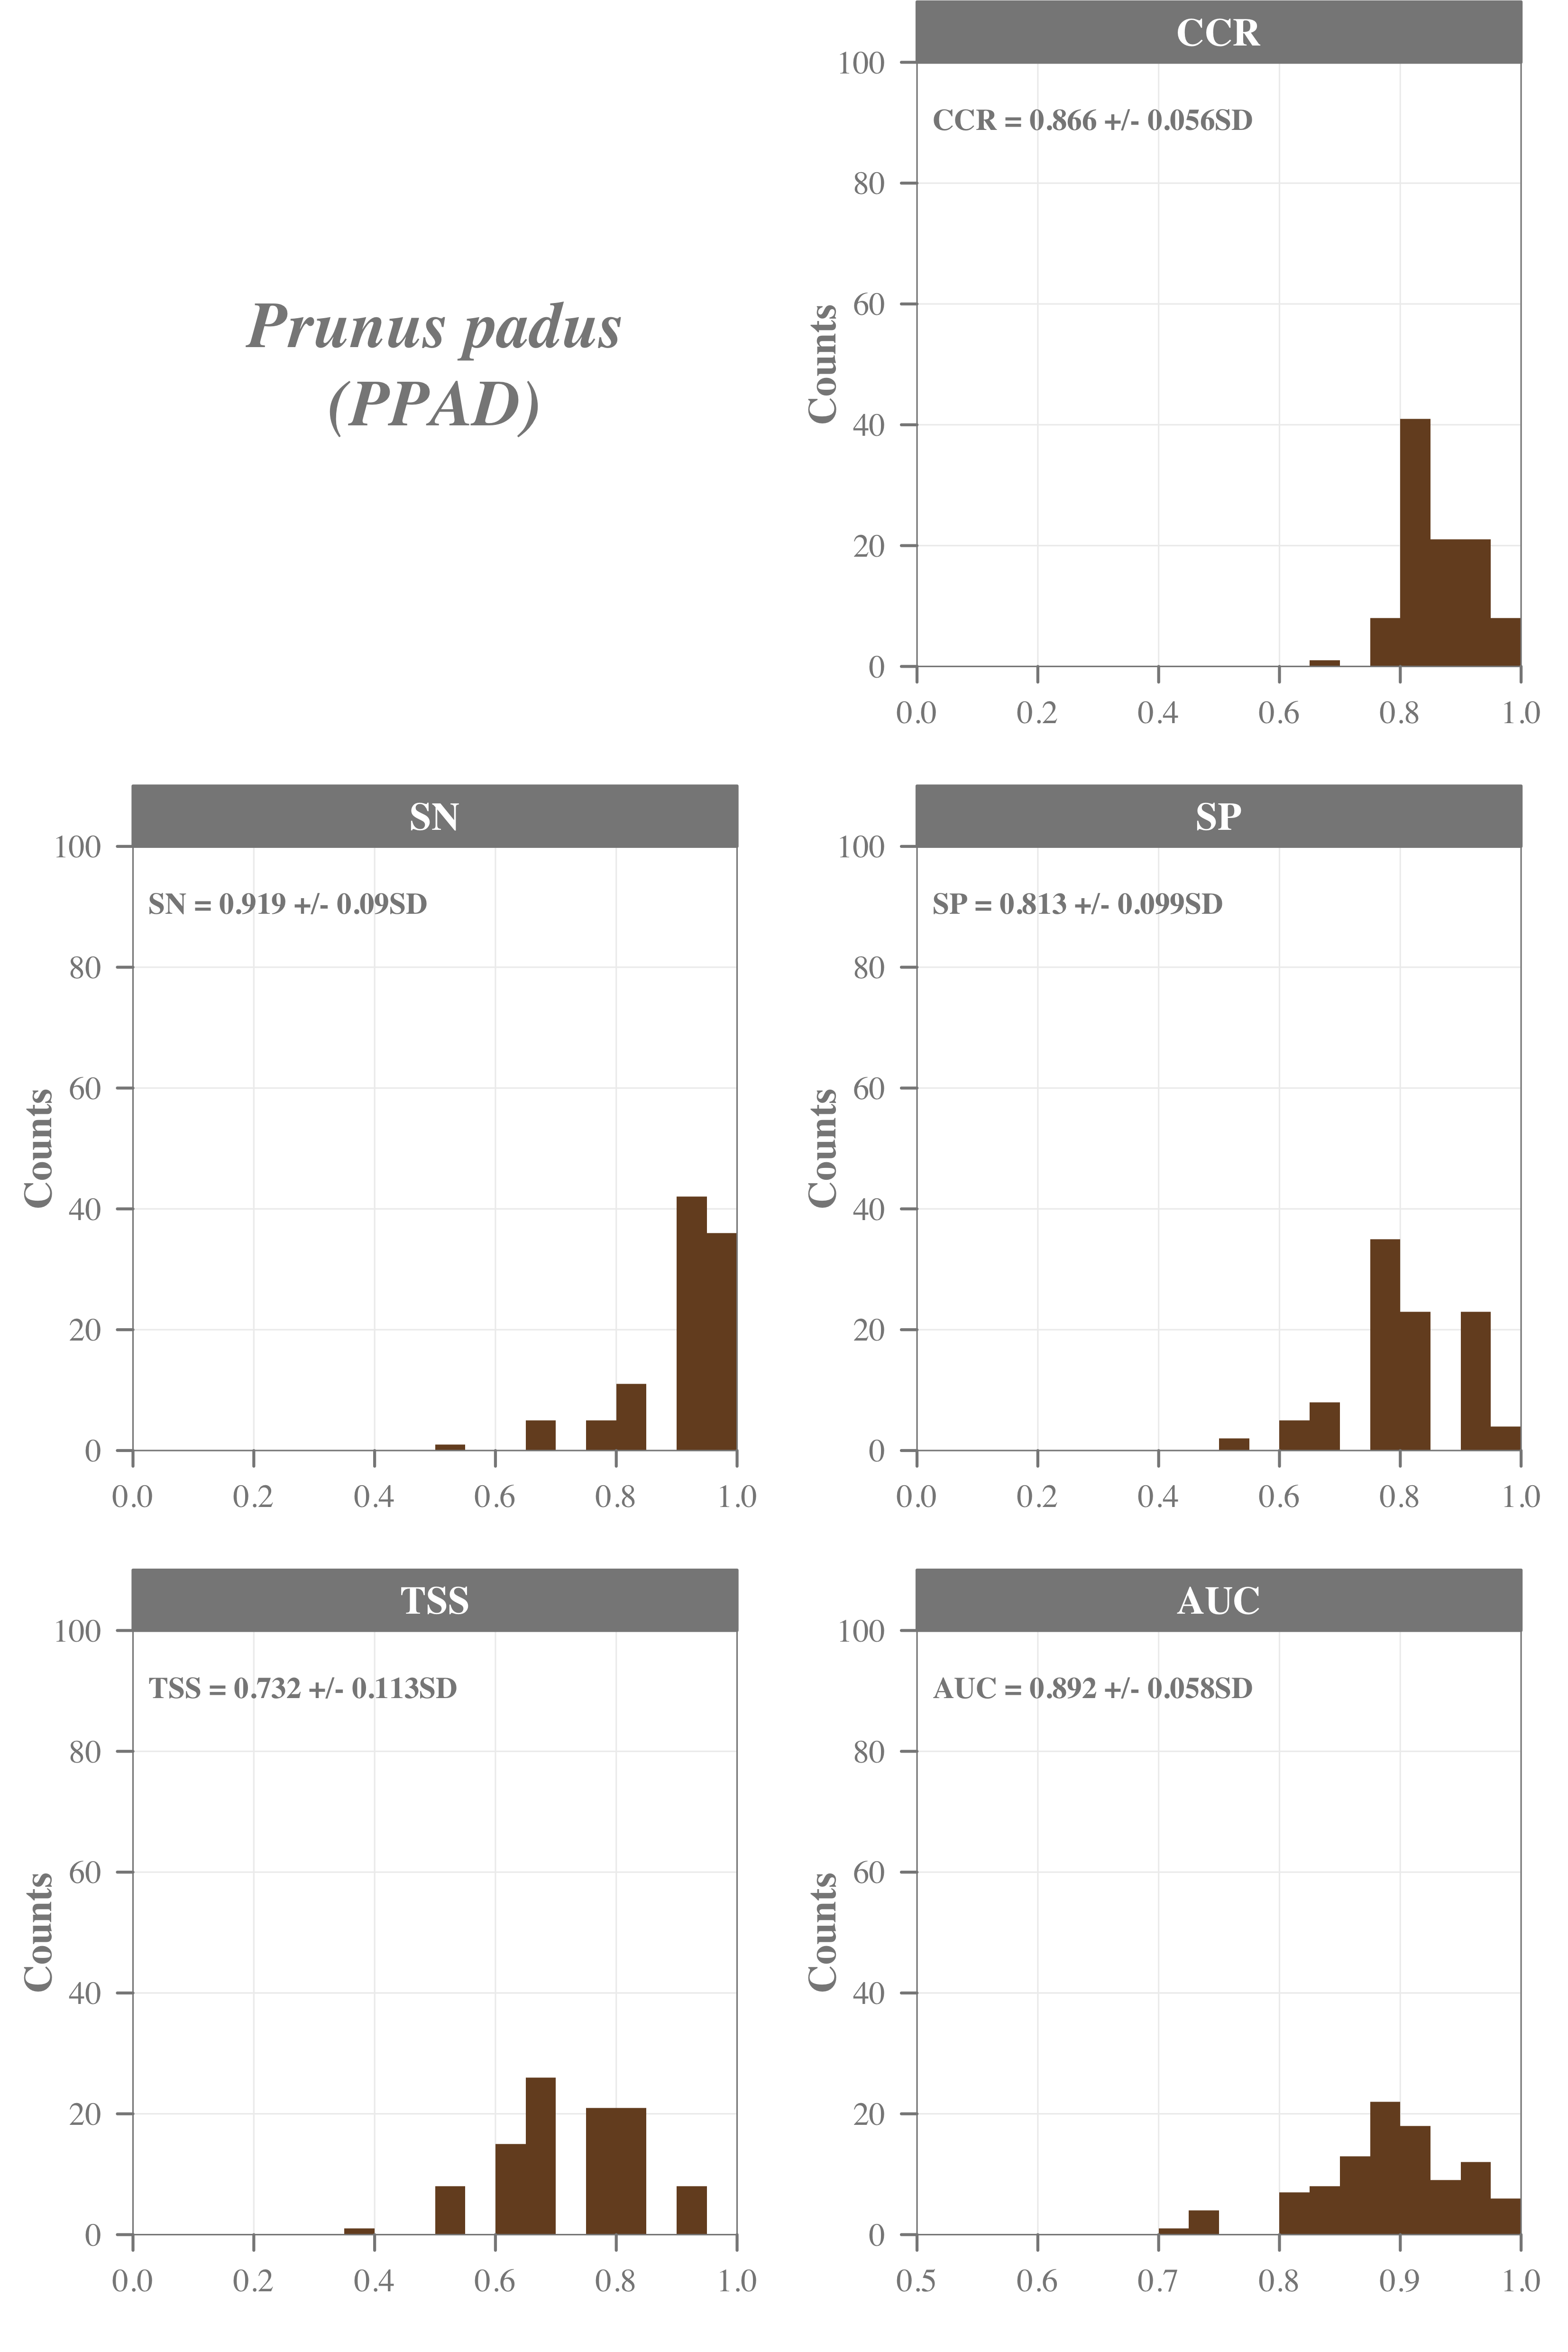 Prunus padus
(PPAD)
CCR
CCR = 0.866 +/- 0.056SD
Counts
100
80
60
40
20
0
0.0 0.2 0.4 0.6 0.8 1.0
SN
SN = 0.919 +/- 0.09SD
Counts
100
80
60
40
20
0
0.0 0.2 0.4 0.6 0.8 1.0
SP
SP = 0.813 +/- 0.099SD
Counts
100
80
60
40
20
0
0.0 0.2 0.4 0.6 0.8 1.0
TSS
TSS = 0.732 +/- 0.113SD
Counts
100
80
60
40
20
0
0.0 0.2 0.4 0.6 0.8 1.0
AUC
AUC = 0.892 +/- 0.058SD
Counts
100
80
60
40
20
0
0.5 0.6 0.7 0.8 0.9 1.0